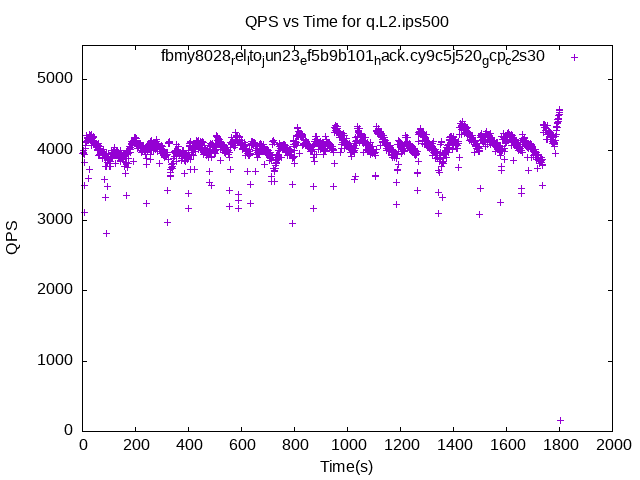 QPS vs Time for q.L2.ips500
fbmy8028relltojun23ef5b9b101hack.cy9c5j520gcpc2s30
5000
4000
3000
2000
1000
0
QPS
0 200 400 600 800 1000 1200 1400 1600 1800 2000
Time(s)